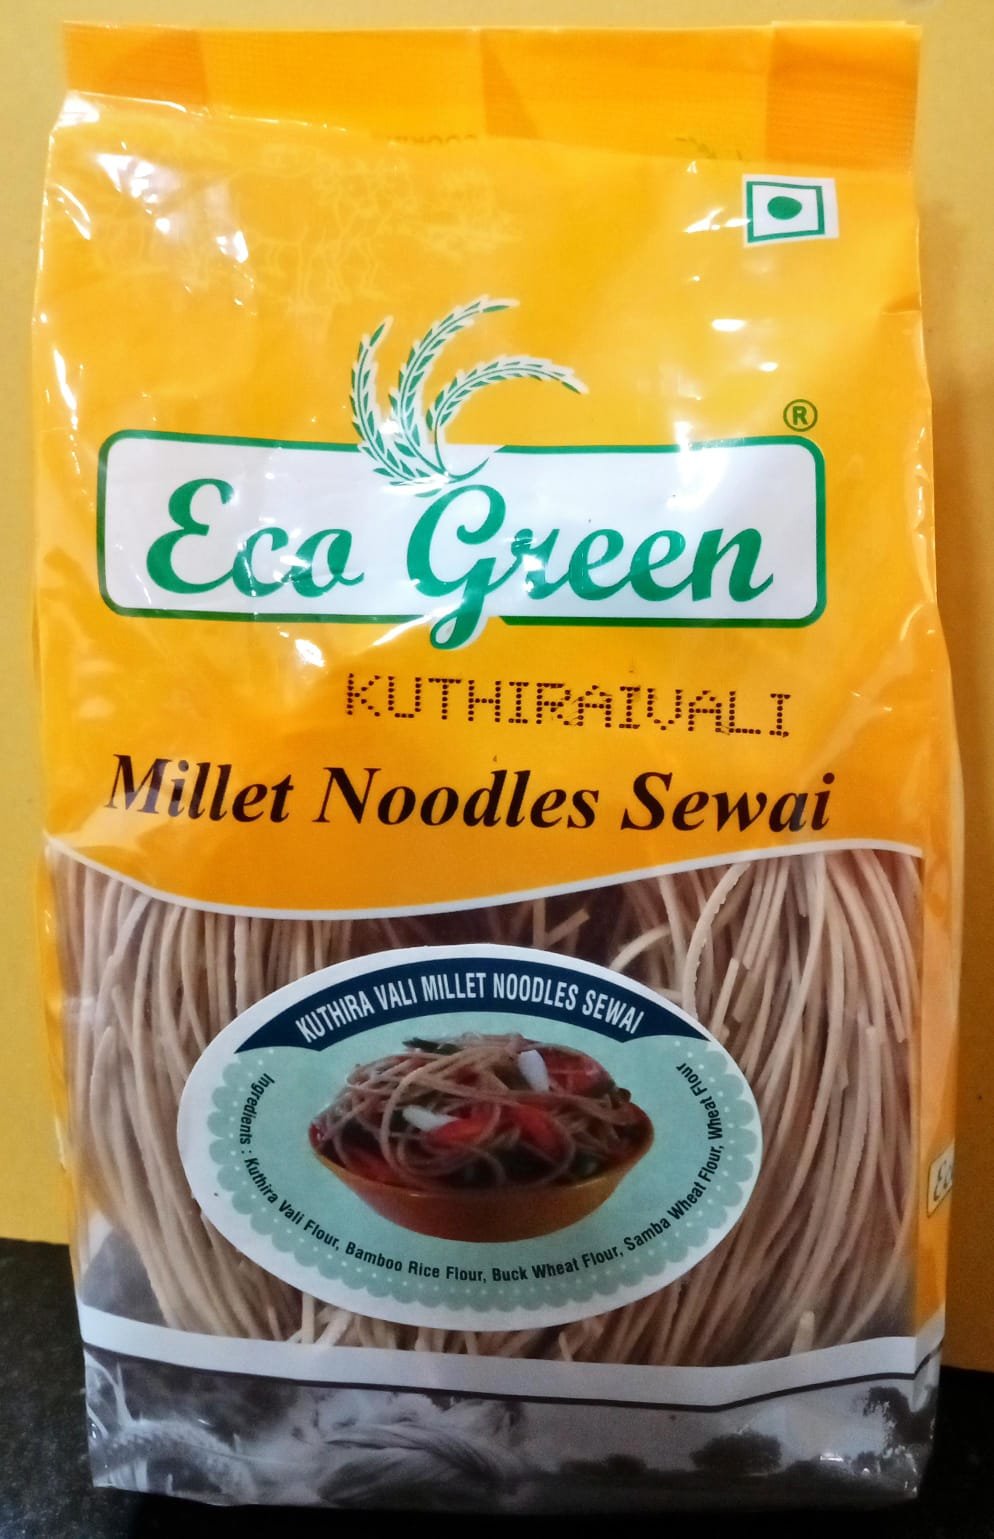 ®
Eco Green
KUTHIRAIVALI
Millet Noodles Sewai
KUTHIRA VALI MILLET NOODLES SEWAI
Ingredients : Kuthira Vali Flour, Bamboo Rice Flour, Buck Wheat Flour, Samba Wheat Flour, Wheat Flour